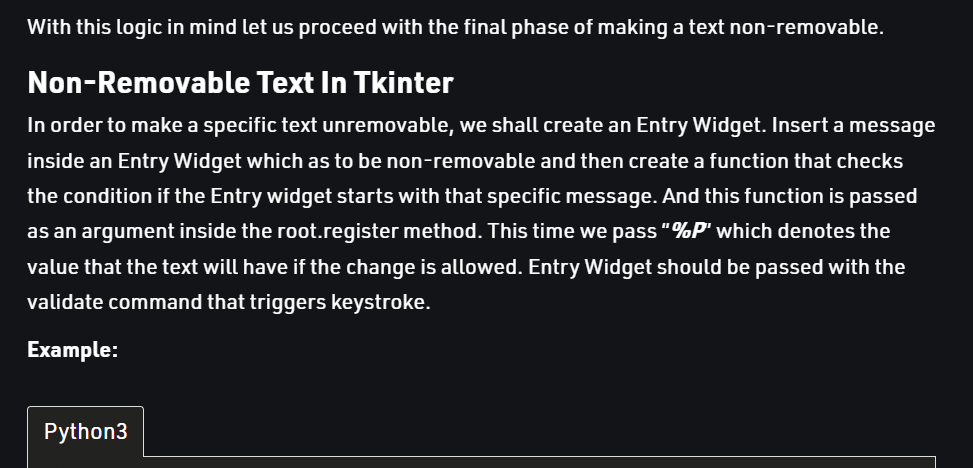 With this logic in mind let us proceed with the final phase of making a text non-removable.
Non-Removable Text In Tkinter
In order to make a specific text unremovable, we shall create an Entry Widget. Insert a message
inside an Entry Widget which as to be non-removable and then create a function that checks
the condition if the Entry widget starts with that specific message. And this function is passed
as an argument inside the root.register method. This time we pass "%P" which denotes the
value that the text will have if the change is allowed. Entry Widget should be passed with the
validate command that triggers keystroke.
Example:
Python3